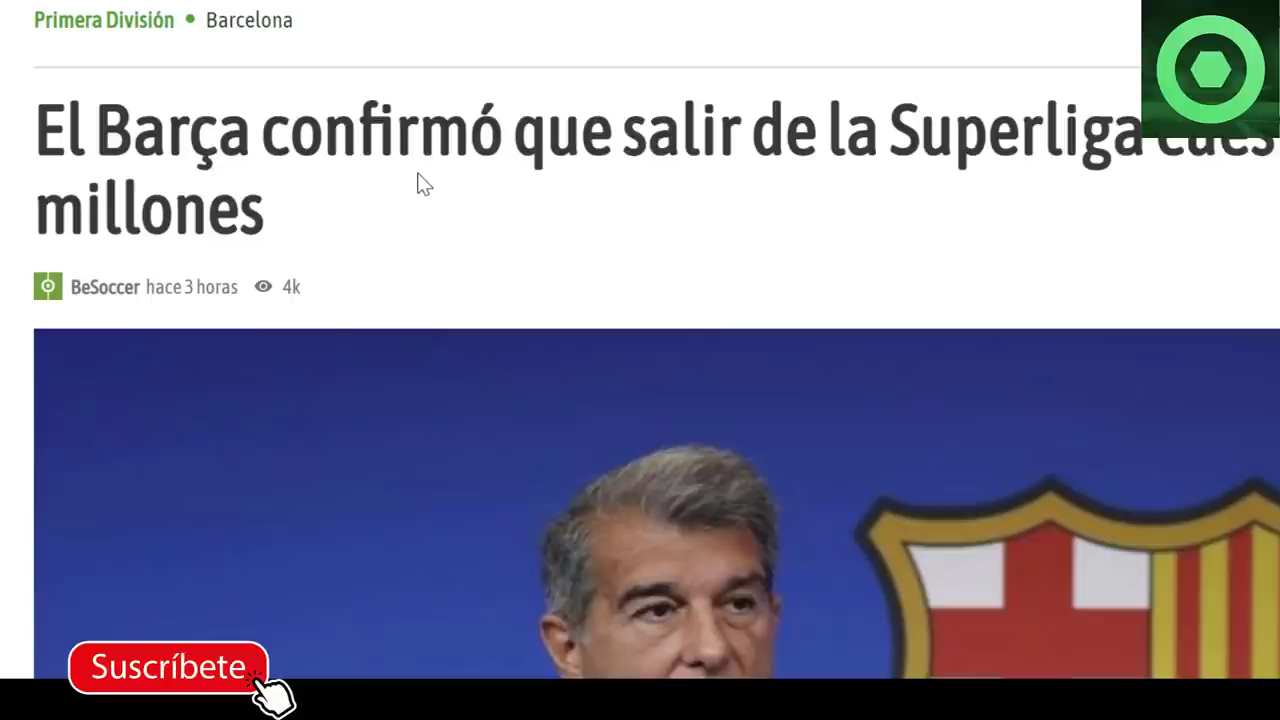 Primera División • Barcelona
El Barça confirmó que salir de la Superliga
millones
BeSoccer hace 3 horas 4k
Suscríbete